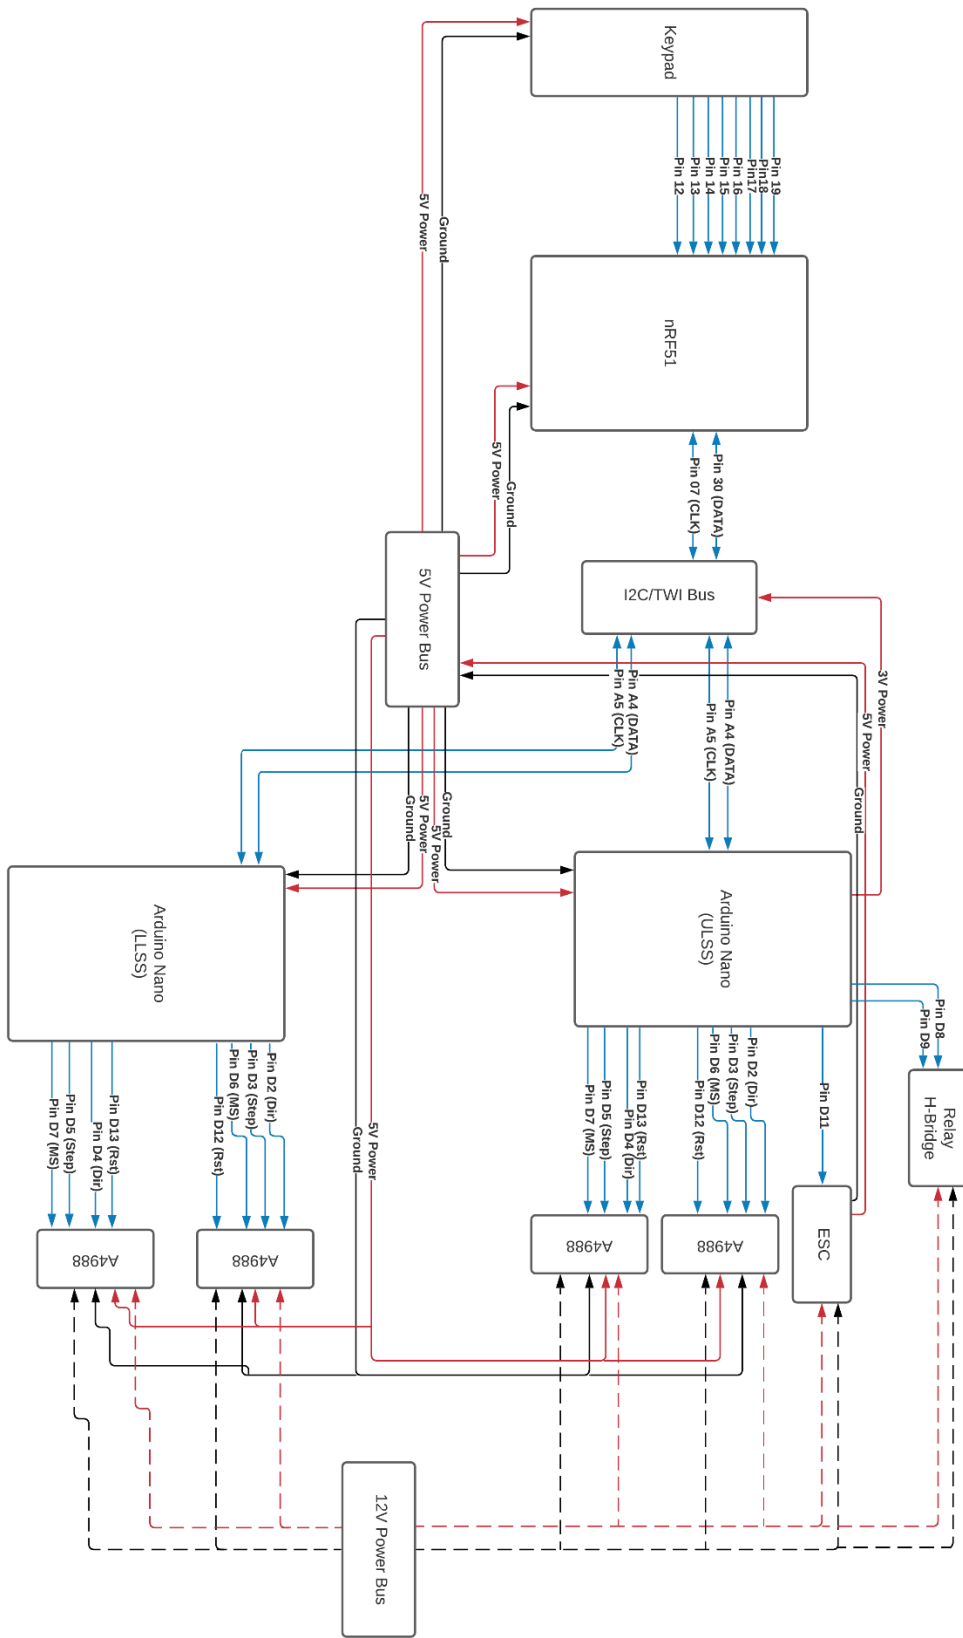 Keypad
Pin 12
Pin 13
Pin 14
Pin 15
Pin 16
Pin17
Pin18
Pin 19
5V Power
Ground
nRF51
5V Power
Ground
Pin 07 (CLK)
Pin 30 (DATA)
5V Power Bus
I2C/TWI Bus
Pin A5 (CLK)
Pin A4 (DATA)
Pin A5 (CLK)
Pin A4 (DATA)
3V Power
5V Power
Ground
Ground
5V Power
5V Power
Ground
Arduino Nano
(LLSS)
Arduino Nano
(ULSS)
Pin D8
Pin D9
Relay
H-Bridge
Pin D7 (MS)
Pin D5 (Step)
Pin D4 (Dir)
Pin D13 (Rst)
Pin D12 (Rst)
Pin D6 (MS)
Pin D3 (Step)
Pin D2 (Dir)
Ground
5V Power
Pin D7 (MS)
Pin D5 (Step)
Pin D4 (Dir)
Pin D13 (Rst)
Pin D12 (Rst)
Pin D6 (MS)
Pin D3 (Step)
Pin D2 (Dir)
Pin D11
A4988
A4988
A4988
A4988
ESC
12V Power Bus